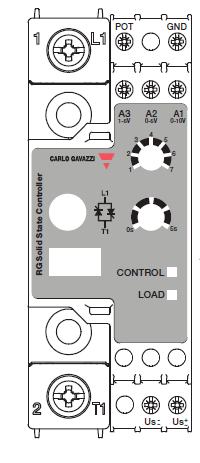 POT GND
1 L1
A3 A2 A1
1-5V 0-5V 0-10V
CARLO GAVAZZI
1 2 3 4 5 6 7
L1
T1
0s 5s
RG Solid State Controller
CONTROL
LOAD
2 T1
Us- Us+